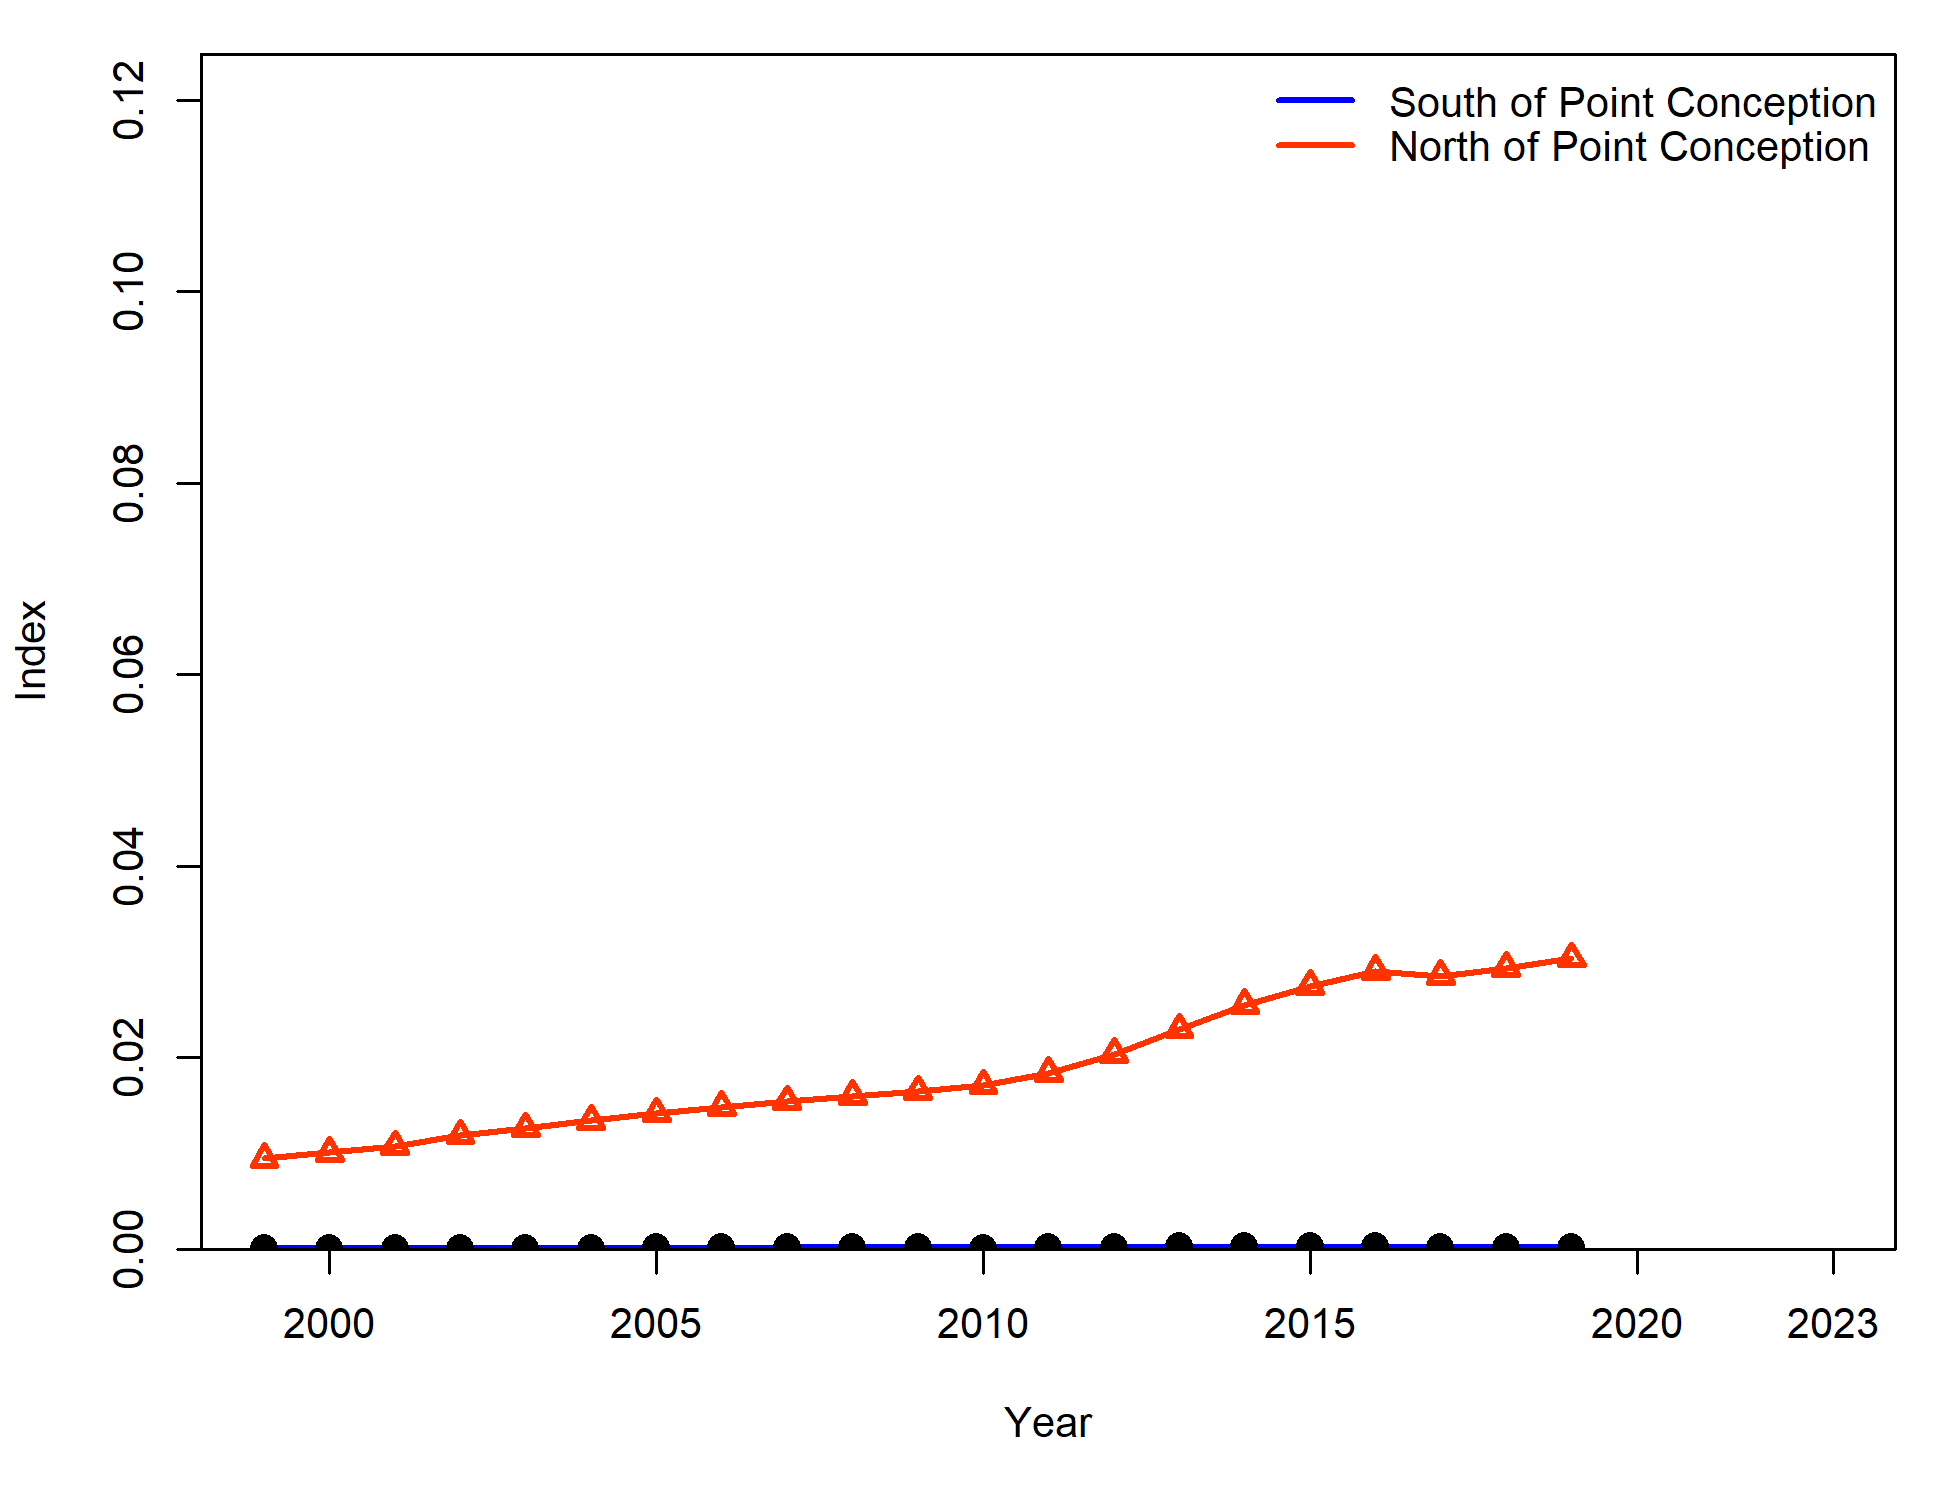 South of Point Conception
North of Point Conception
0.12
0.10
0.08
0.06
0.04
0.02
0.00
Index
2000 2005 2010 2015 2020 2023
Year